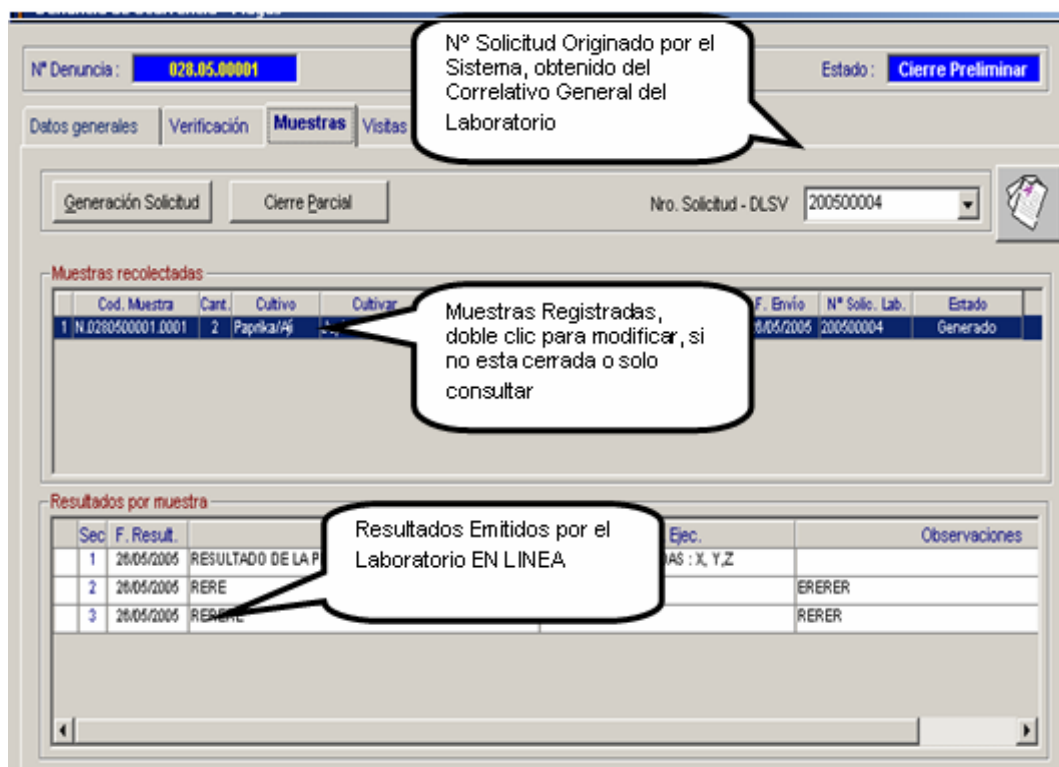 Nº Solicitud Originado por el
Sistema, obtenido del
Correlativo General del
Laboratorio
Nº Denuncia : 028.05.00001 Estado : Cierre Preliminar
Datos generales Verificación Muestras Visitas
Generación Solicitud Cierre Parcial Nro. Solicitud - DLSV 200500004
Muestras recolectadas
Cod. Muestra Cant. Cultivo Cultivar F. Envío Nº Solic. Lab. Estado
1 N.0280500001.0001 2 Paprika/Ají 200500004 Generado
Muestras Registradas,
doble clic para modificar, si
no esta cerrada o solo
consultar
Resultados por muestra
Sec F. Result. Ejec. Observaciones
1 26/05/2005 RESULTADO DE LA : X, Y,Z
2 26/05/2005 RERE ERERER
3 26/05/2005 RERERE RERER
Resultados Emitidos por el
Laboratorio EN LINEA